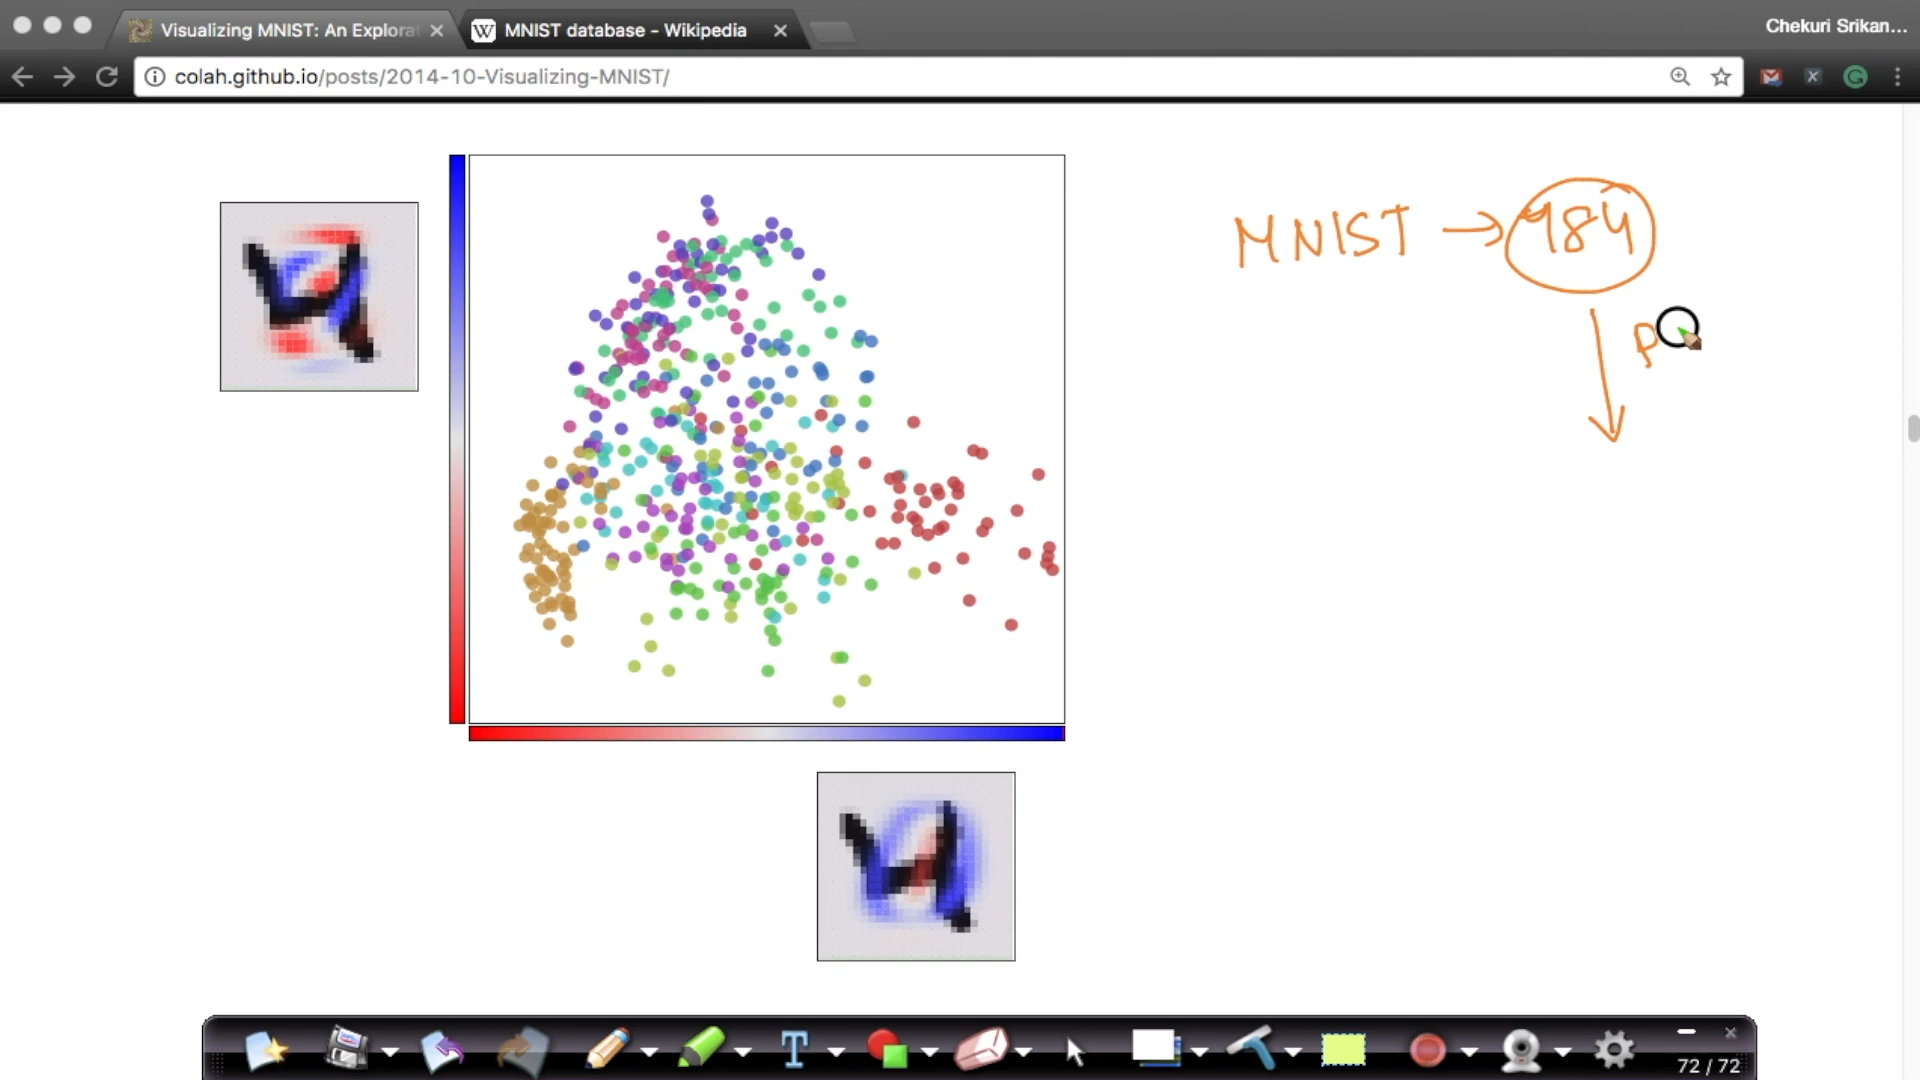 Visualizing MNIST: An Explorat
MNIST database - Wikipedia
Chekuri Srikan...
colah.github.io/posts/2014-10-Visualizing-MNIST/
MNIST → 784
P
72 / 72